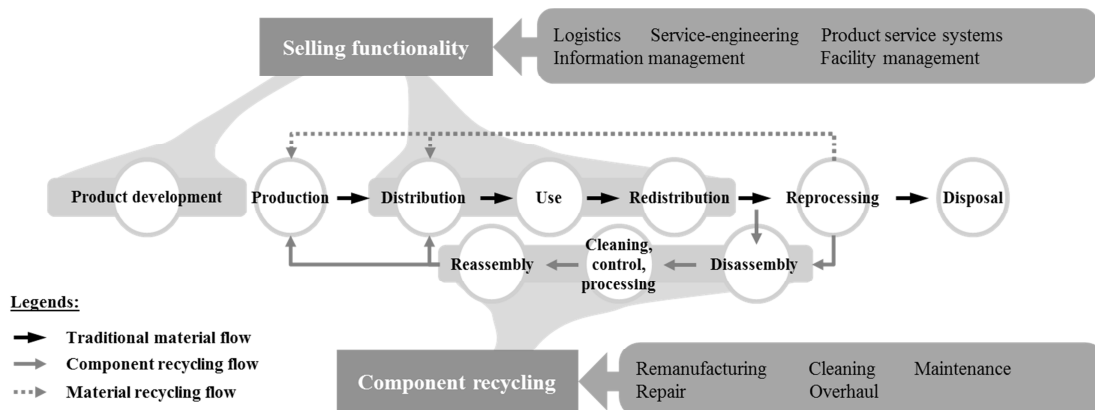 Selling functionality
Logistics Service-engineering Product service systems
Information management Facility management
Product development Production Distribution Use Redistribution Reprocessing Disposal
Reassembly Cleaning, control, processing Disassembly
Legends:
Traditional material flow
Component recycling flow
Material recycling flow
Component recycling
Remanufacturing Cleaning Maintenance
Repair Overhaul